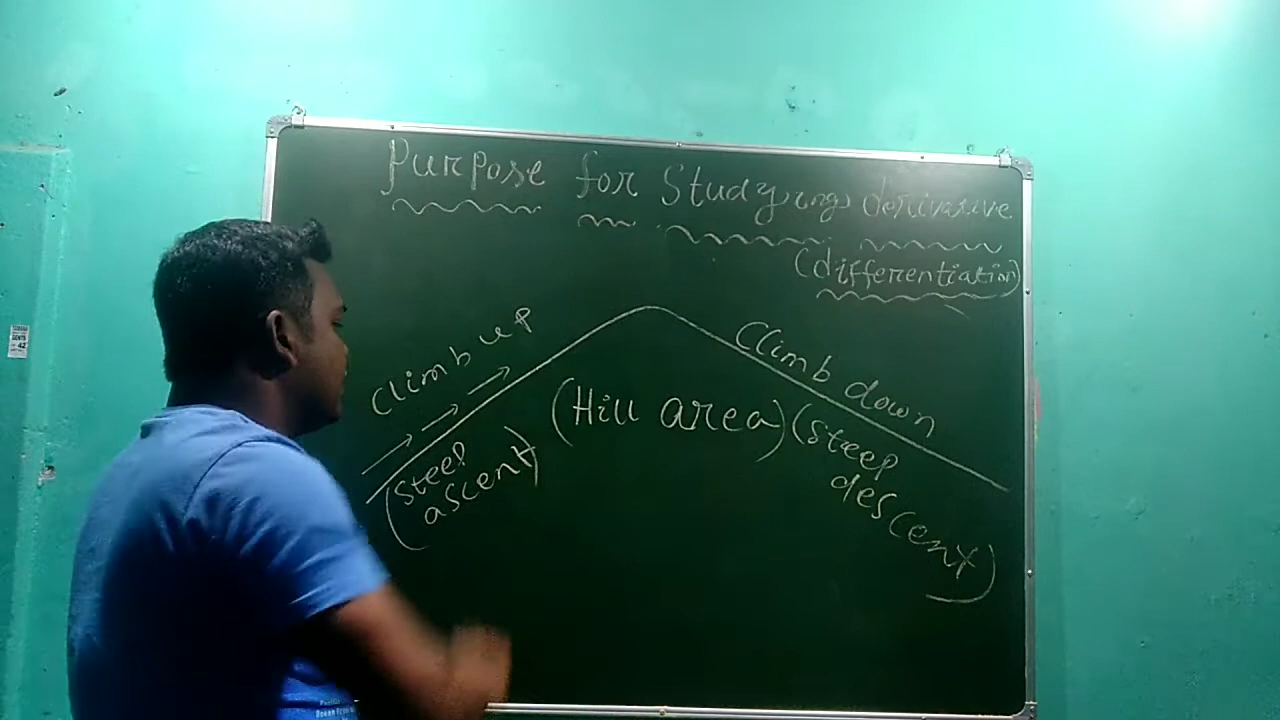 Purpose for Studying derivative
(differentiation)
Climb up
Climb down
(Steep
ascent)
(Hill area)
(Steep
descent)